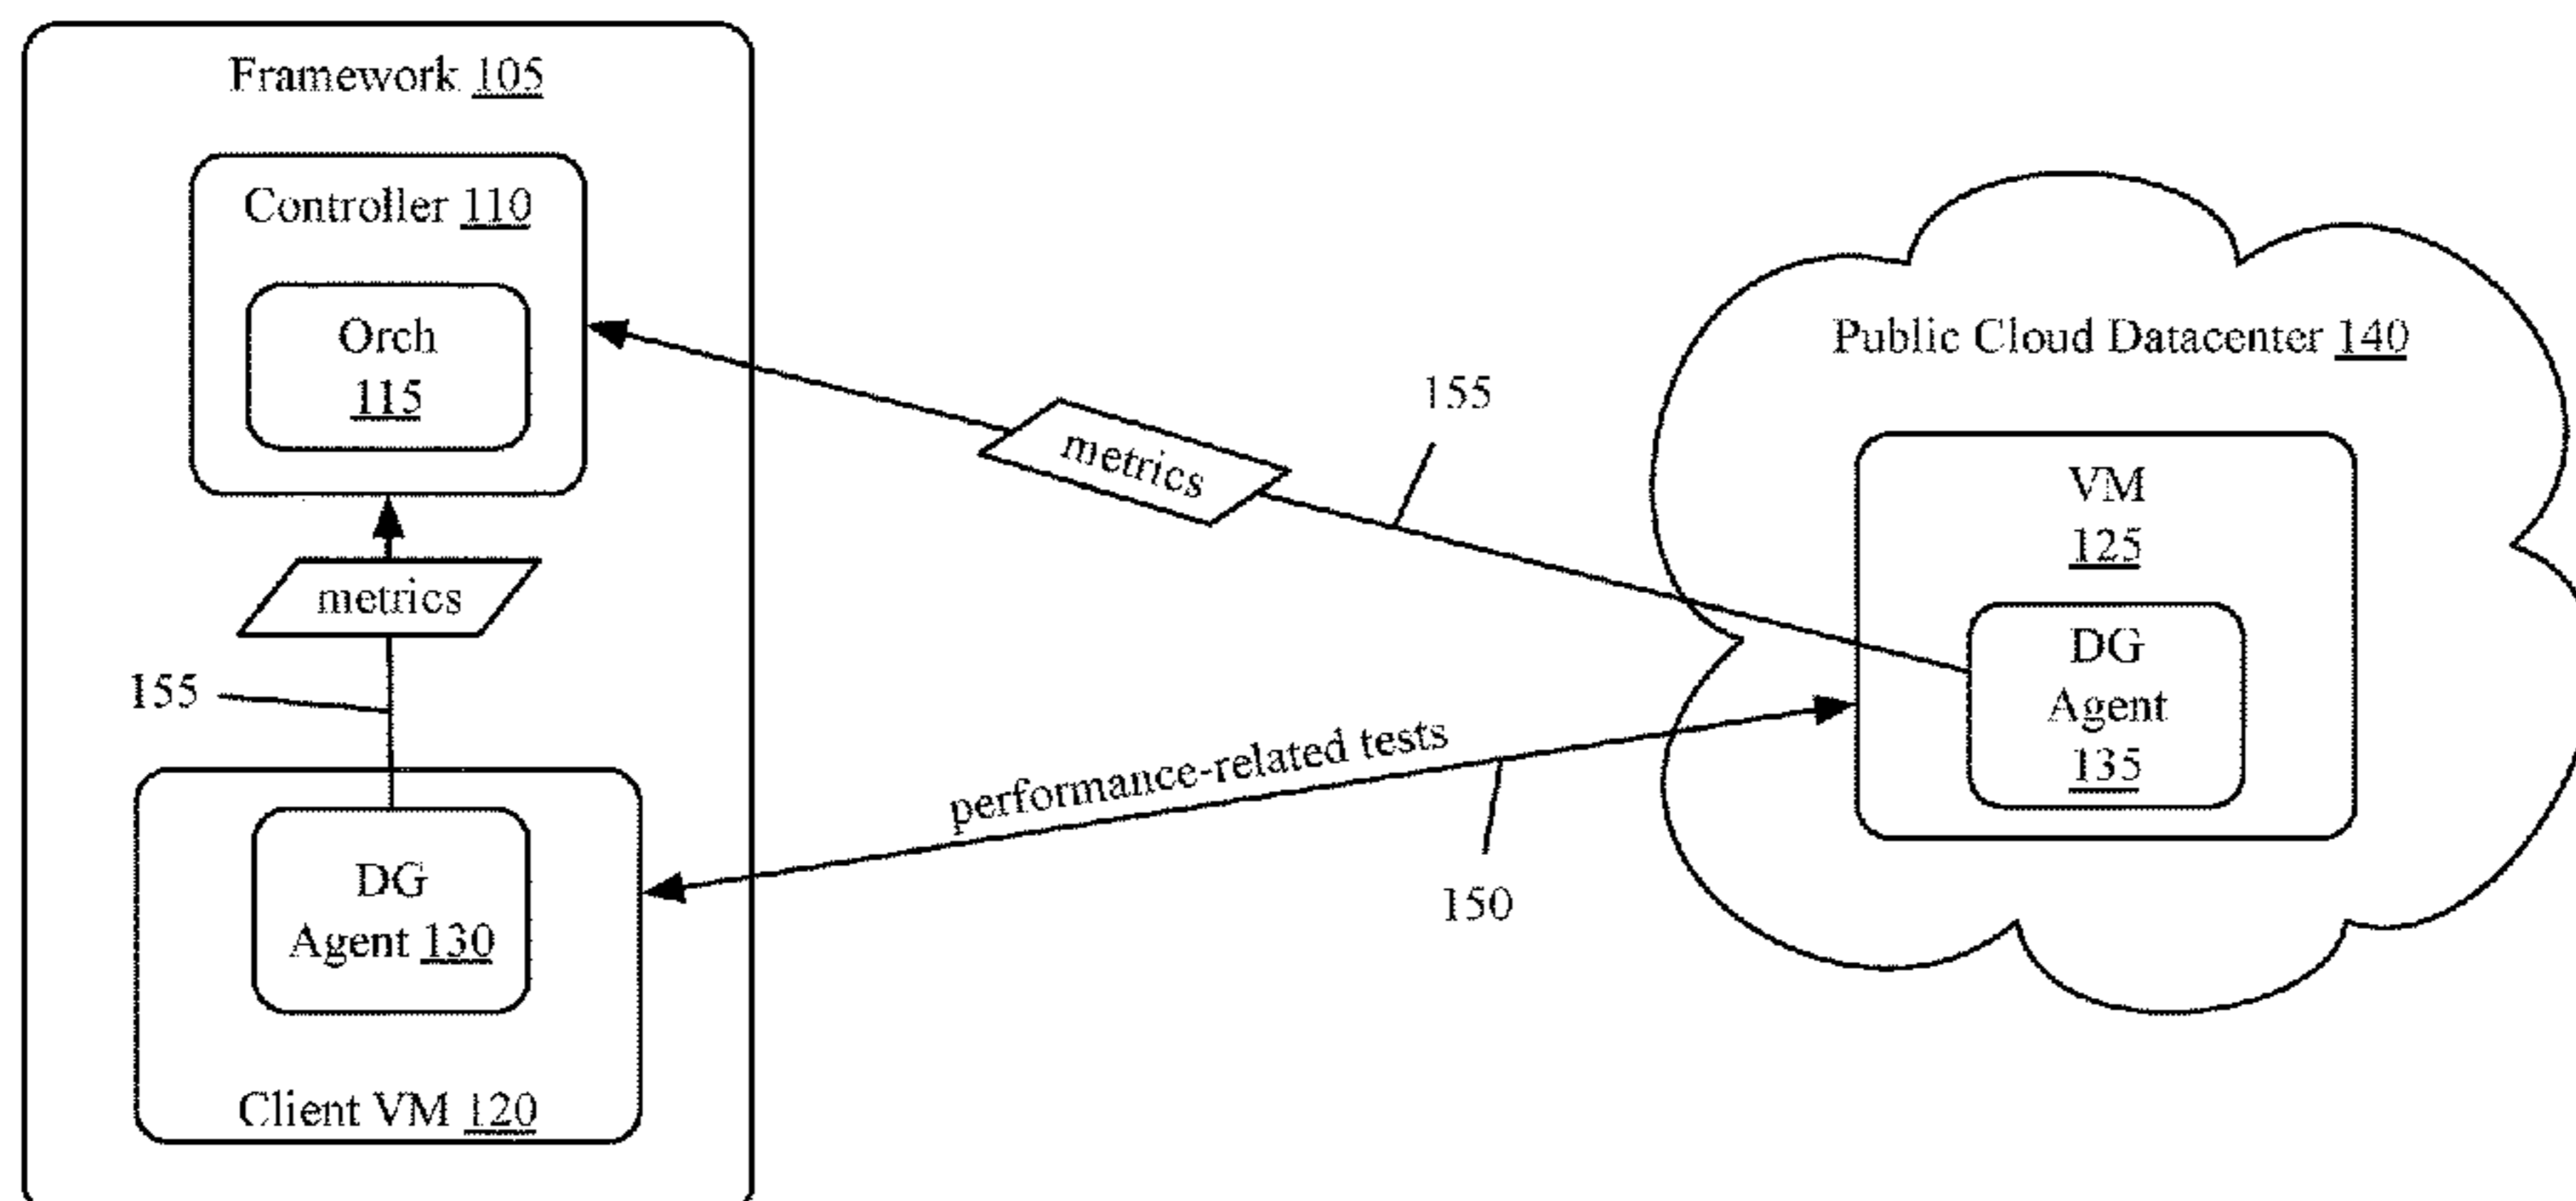 Framework 105
Controller 110
Orch
115
metrics
155
DG
Agent 130
Client VM 120
metrics
155
performance-related tests
150
Public Cloud Datacenter 140
VM
125
DG
Agent
135